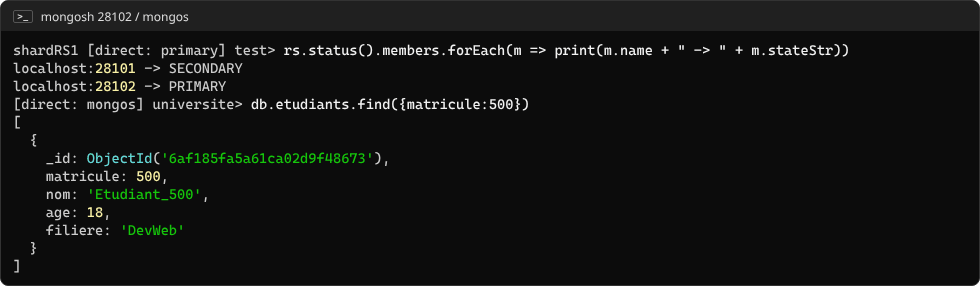 >_ mongosh 28102 / mongos
shardRS1 [direct: primary] test> rs.status().members.forEach(m => print(m.name + " -> " + m.stateStr))
localhost:28101 -> SECONDARY
localhost:28102 -> PRIMARY
[direct: mongos] universite> db.etudiants.find({matricule:500})
[
  {
    _id: ObjectId('6af185fa5a61ca02d9f48673'),
    matricule: 500,
    nom: 'Etudiant_500',
    age: 18,
    filiere: 'DevWeb'
  }
]